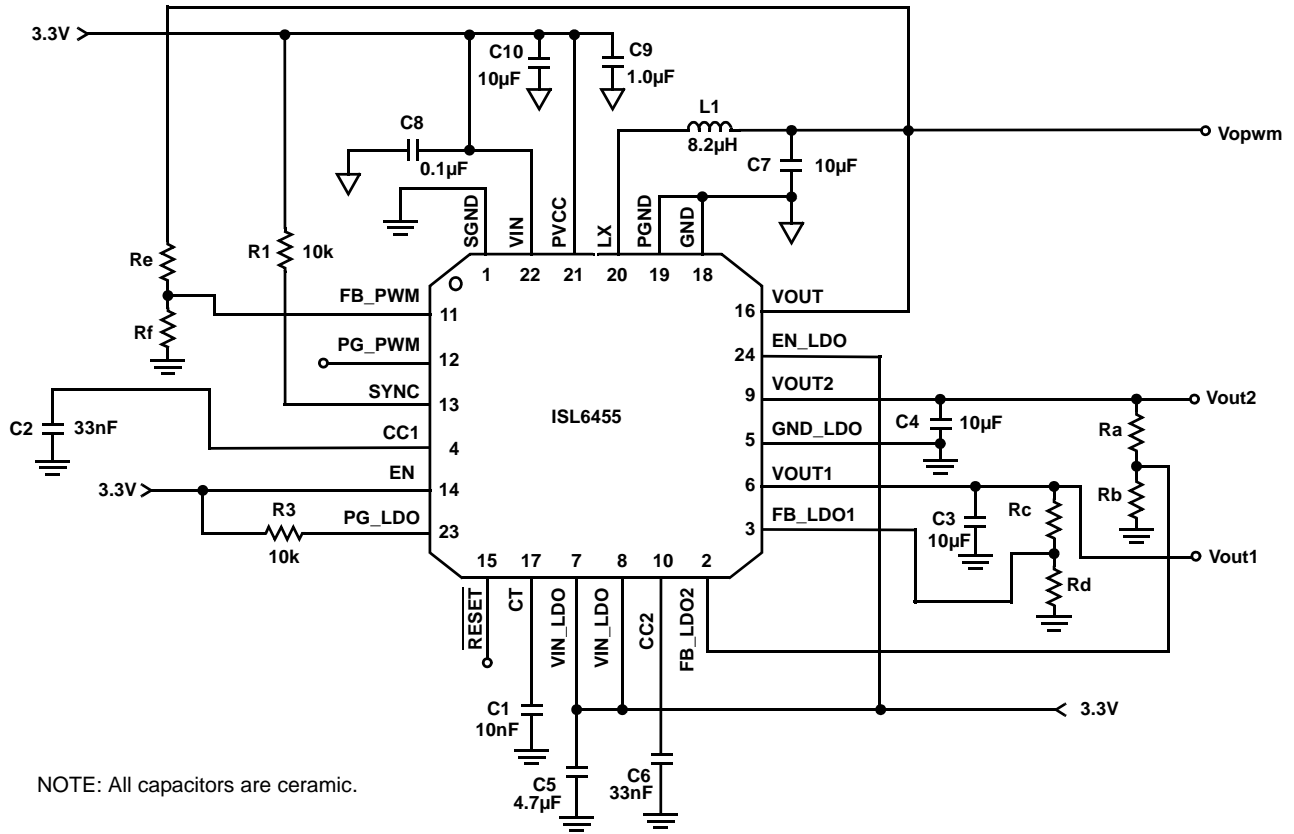 3.3V
C10
10µF
C9
1.0µF
L1
8.2µH
C8
0.1µF
C7
10µF
Vopwm
SGND
VIN
PVCC
LX
PGND
GND
Re
R1
10k
1
22
21
20
19
18
FB_PWM
11
VOUT
16
Rf
PG_PWM
12
EN_LDO
24
SYNC
13
VOUT2
9
Vout2
C2
33nF
ISL6455
C4
10µF
Ra
CC1
4
GND_LDO
5
EN
14
3.3V
VOUT1
6
Rb
R3
10k
PG_LDO
23
FB_LDO1
3
C3
10µF
Rc
Vout1
Rd
15
17
7
8
10
2
RESET
CT
VIN_LDO
VIN_LDO
CC2
FB_LDO2
C1
10nF
3.3V
C5
4.7µF
C6
33nF
NOTE: All capacitors are ceramic.